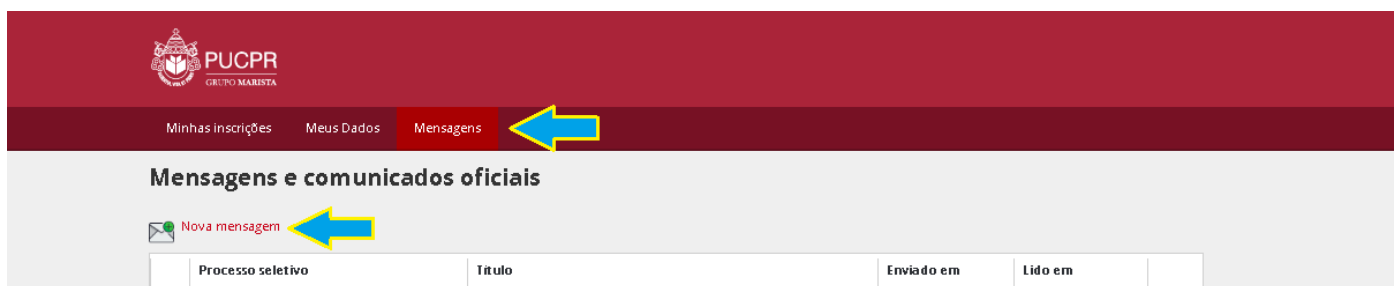 PUCPR
GRUPO MARISTA
Minhas inscrições Meus Dados Mensagens
Mensagens e comunicados oficiais
Nova mensagem
Processo seletivo Título Enviado em Lido em